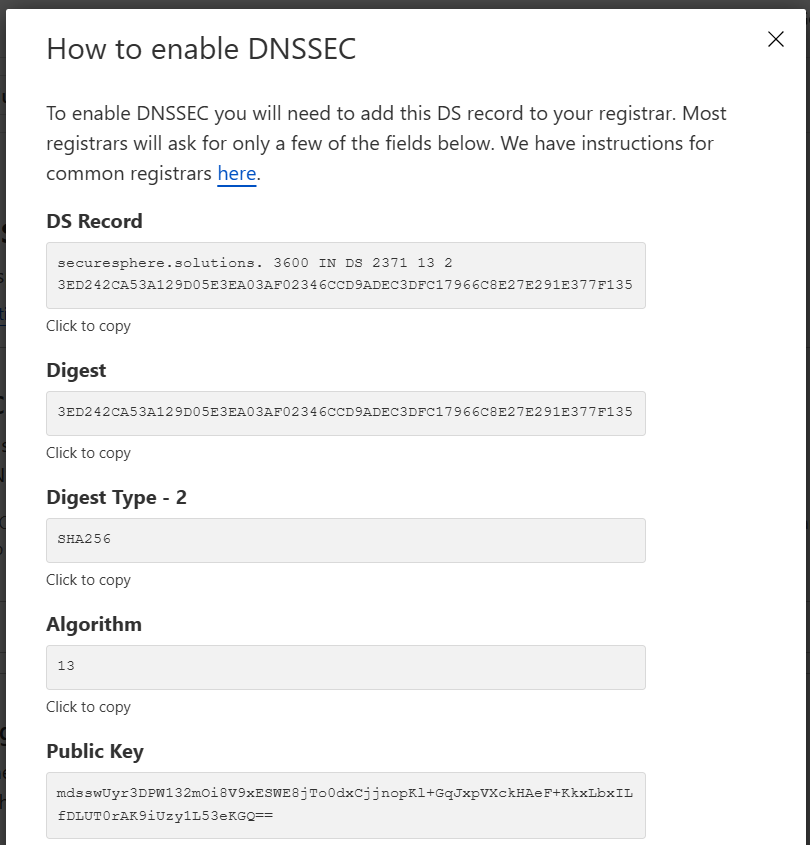 How to enable DNSSEC
To enable DNSSEC you will need to add this DS record to your registrar. Most
registrars will ask for only a few of the fields below. We have instructions for
common registrars here.
DS Record
securesphere.solutions. 3600 IN DS 2371 13 2
3ED242CA53A129D05E3EA03AF02346CCD9ADEC3DFC17966C8E27E291E377F135
Click to copy
Digest
3ED242CA53A129D05E3EA03AF02346CCD9ADEC3DFC17966C8E27E291E377F135
Click to copy
Digest Type - 2
SHA256
Click to copy
Algorithm
13
Click to copy
Public Key
mdsswUyr3DPW132mOi8V9xESWE8jTo0dxCjjnopKl+GqJxpVXckHAeF+KkxLbxIL
fDLUT0rAK9iUzy1L53eKGQ==